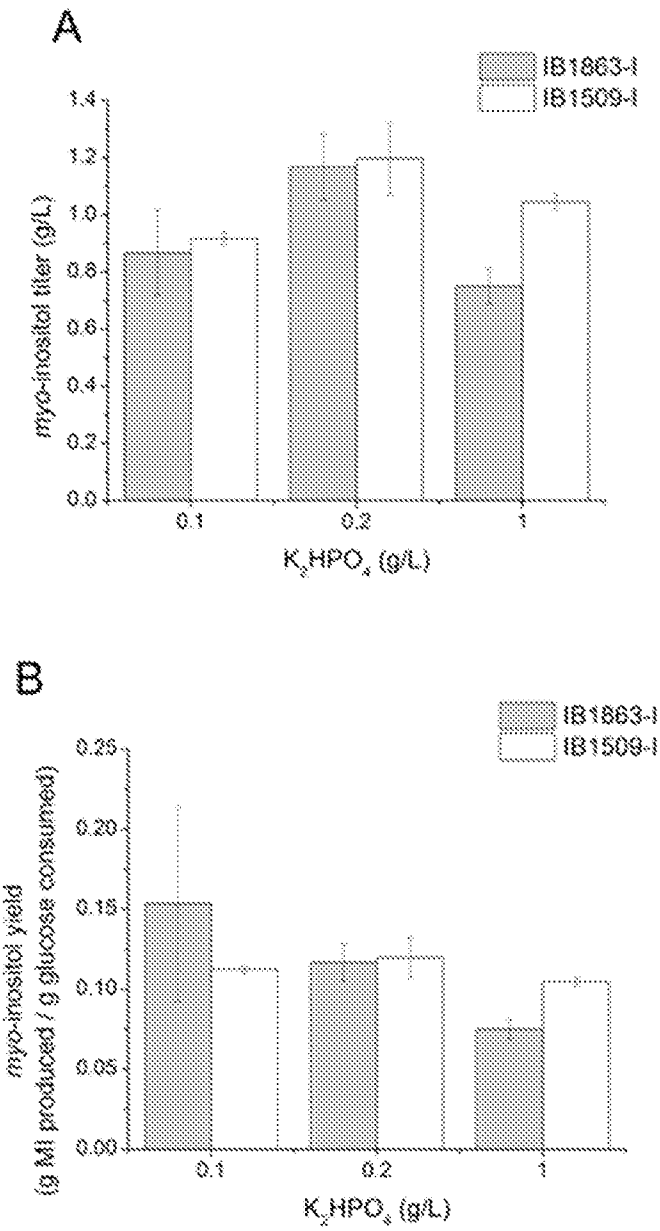 A
IB1863-I
IB1509-I
myo-inositol titer (g/L)
1.4
1.2
1.0
0.8
0.6
0.4
0.2
0.0
0.1
0.2
1
K₂HPO₄ (g/L)
B
IB1863-I
IB1509-I
myo-inositol yield
(g MI produced / g glucose consumed)
0.25
0.20
0.15
0.10
0.05
0.00
0.1
0.2
1
K₂HPO₄ (g/L)